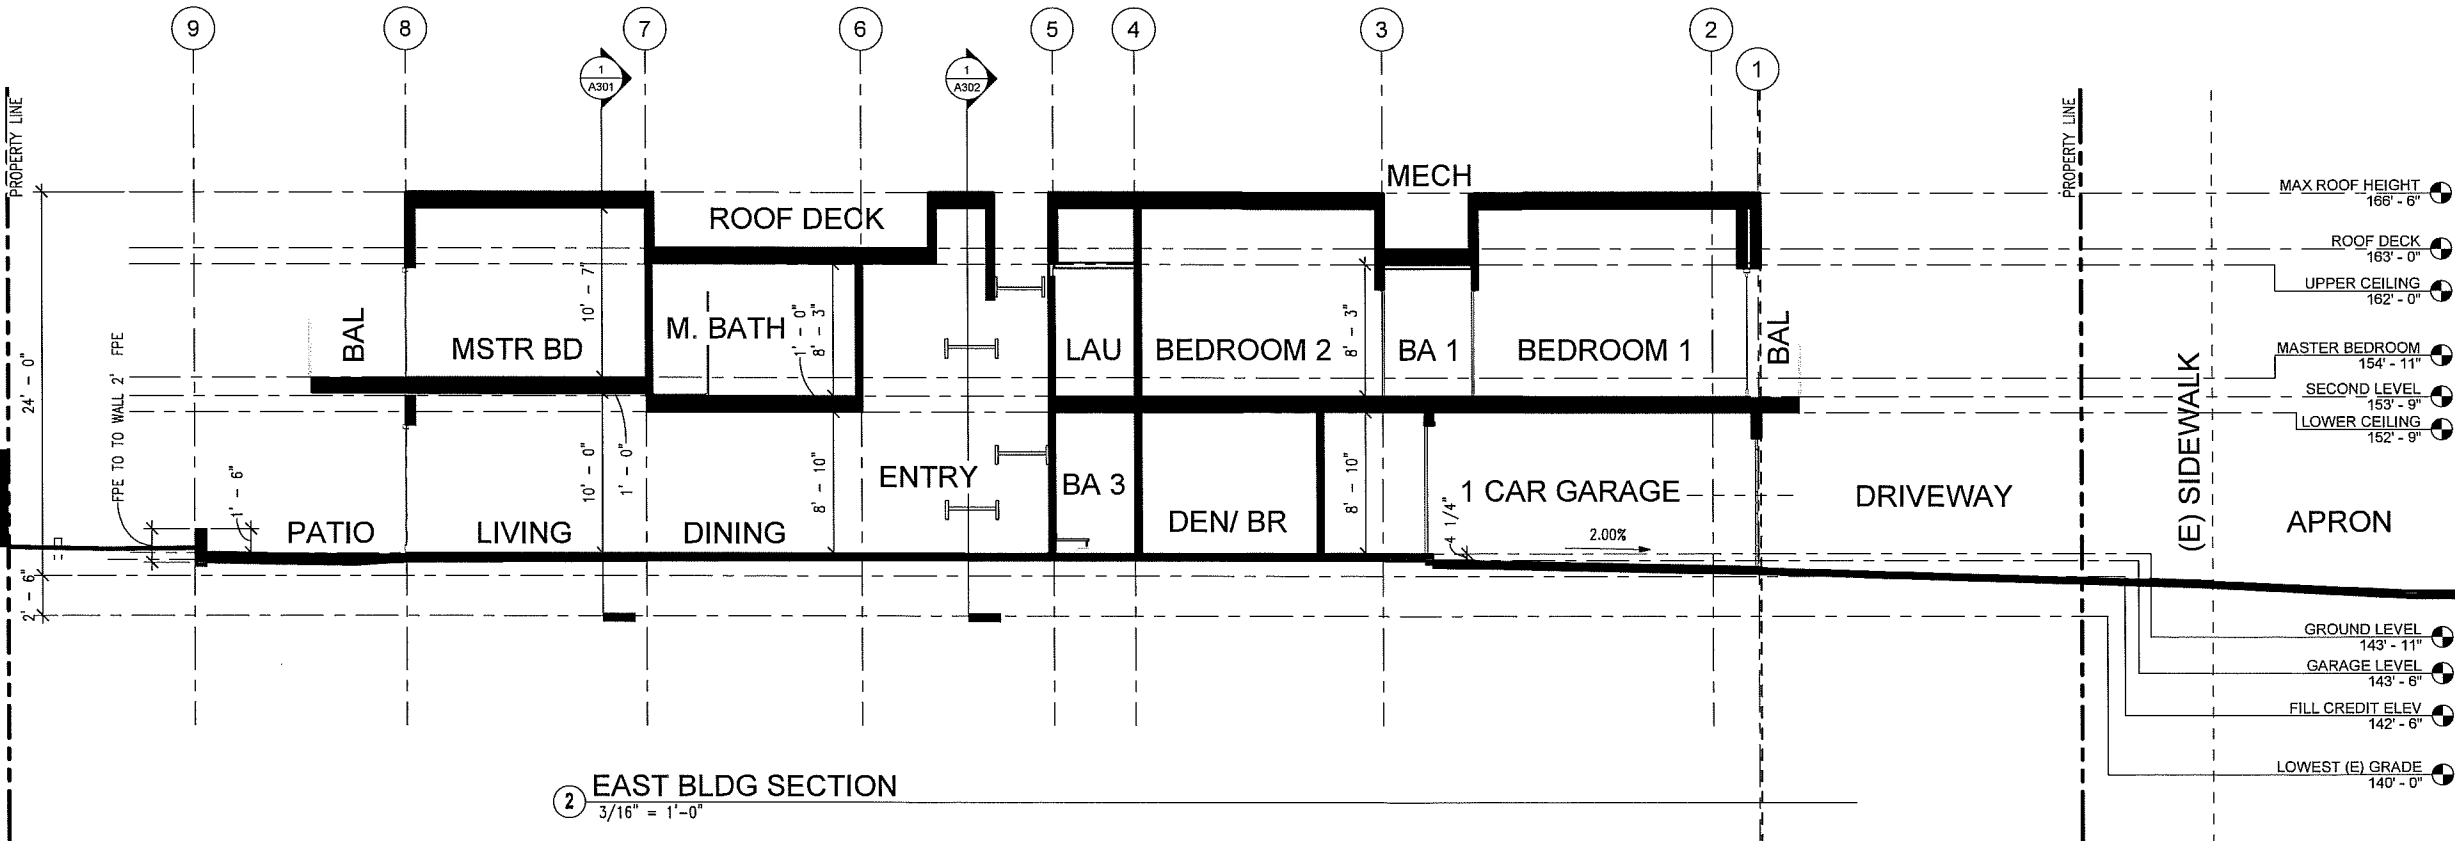 9
8
7
6
5
4
3
2
1
1
A301
1
A302
PROPERTY LINE
PROPERTY LINE
MECH
ROOF DECK
MAX ROOF HEIGHT
166' - 6"
ROOF DECK
163' - 0"
UPPER CEILING
162' - 0"
MASTER BEDROOM
154' - 11"
SECOND LEVEL
153' - 9"
LOWER CEILING
152' - 9"
24' - 0"
2' - 6"
FPE TO TO WALL 2' FPE
1' - 6"
BAL
MSTR BD
10' - 7"
M. BATH
1' - 0"
8' - 3"
LAU
BEDROOM 2
8' - 3"
BA 1
BEDROOM 1
BAL
PATIO
LIVING
10' - 0"
1' - 0"
DINING
8' - 10"
ENTRY
BA 3
DEN/ BR
8' - 10"
1 CAR GARAGE
4 1/4"
2.00%
DRIVEWAY
(E) SIDEWALK
APRON
GROUND LEVEL
143' - 11"
GARAGE LEVEL
143' - 6"
FILL CREDIT ELEV
142' - 6"
LOWEST (E) GRADE
140' - 0"
2
EAST BLDG SECTION
3/16" = 1'-0"